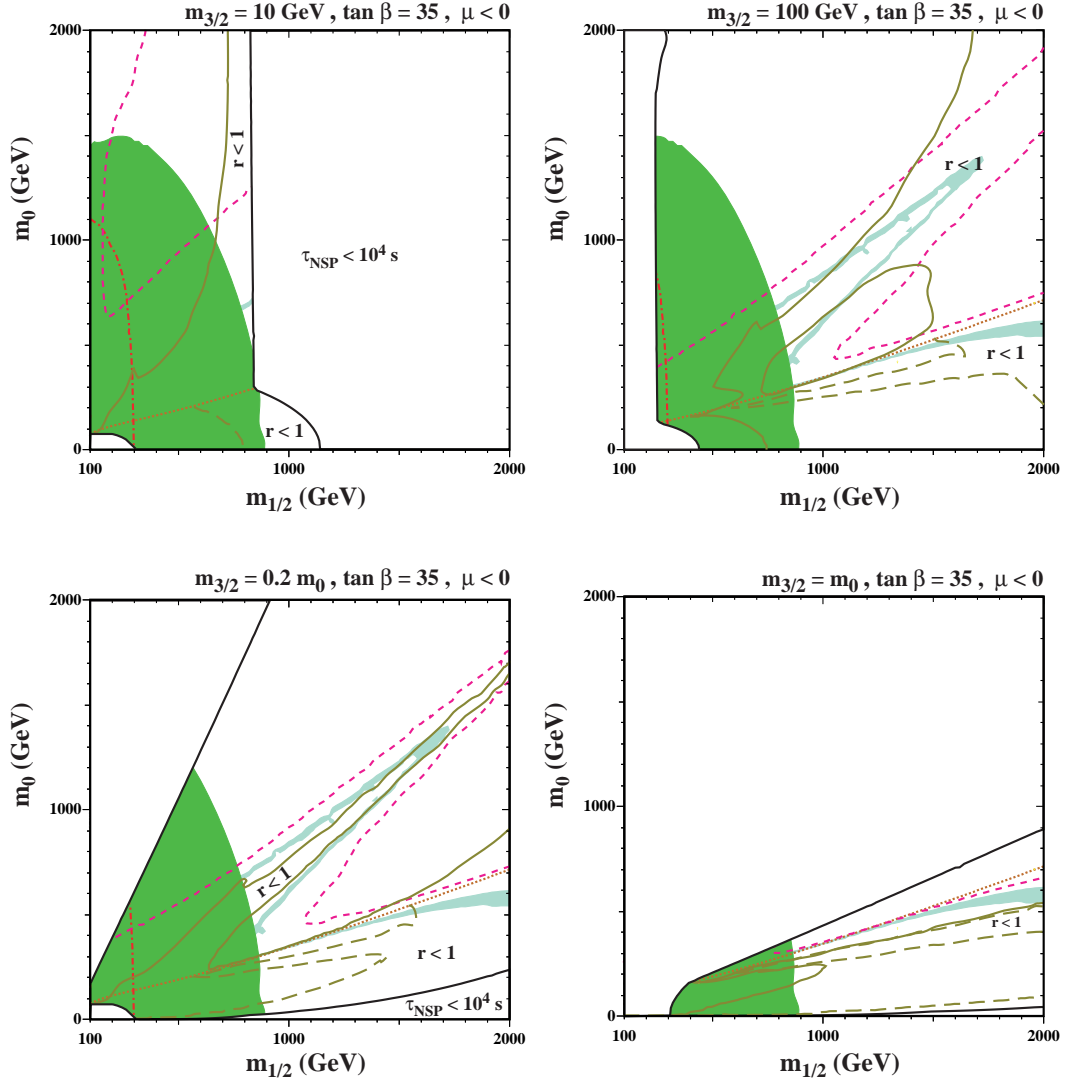 m3/2 = 10 GeV , tan β = 35 , μ < 0
2000
1000
0
m0 (GeV)
r < 1
τNSP < 10^4 s
r < 1
100
1000
2000
m1/2 (GeV)
m3/2 = 100 GeV , tan β = 35 , μ < 0
2000
1000
0
m0 (GeV)
r < 1
r < 1
100
1000
2000
m1/2 (GeV)
m3/2 = 0.2 m0 , tan β = 35 , μ < 0
2000
1000
0
m0 (GeV)
r < 1
r < 1
τNSP < 10^4 s
100
1000
2000
m1/2 (GeV)
m3/2 = m0 , tan β = 35 , μ < 0
2000
1000
0
m0 (GeV)
r < 1
100
1000
2000
m1/2 (GeV)